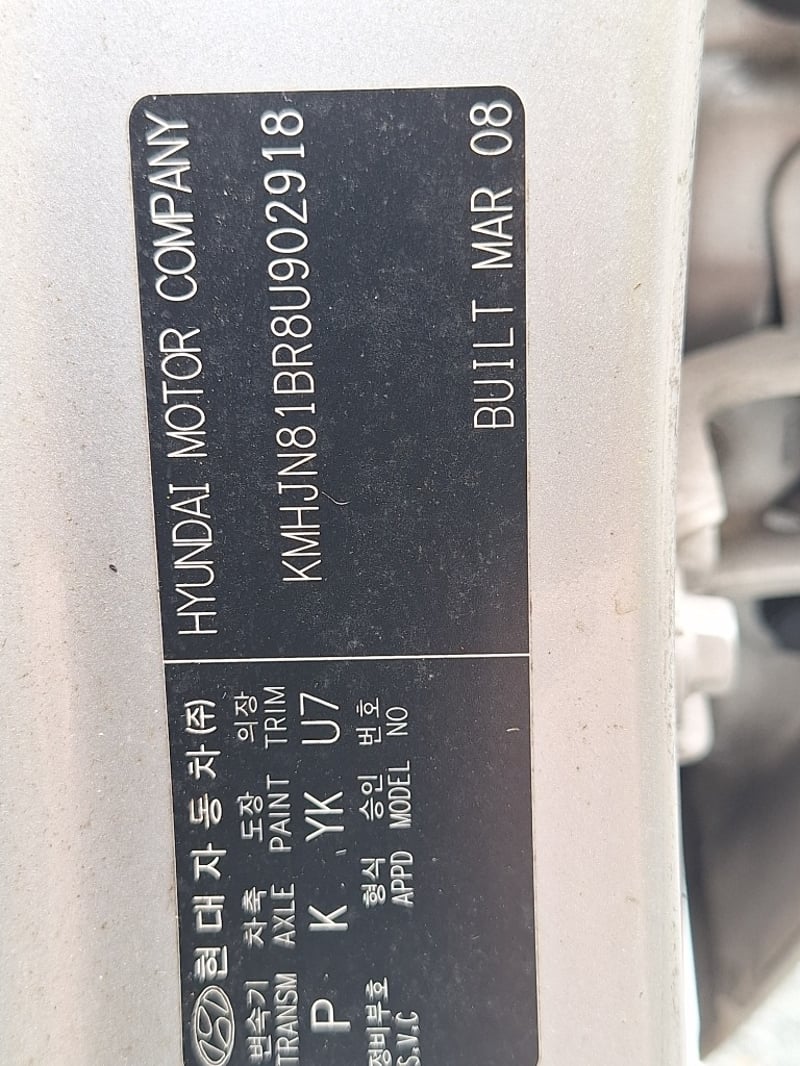 현대자동차(주)
변속기 차축 도장 의장
TRANSM AXLE PAINT TRIM
P K YK U7
정비부호 형식 승인 번호
S.V.C APPD MODEL NO
HYUNDAI MOTOR COMPANY
KMHJN81BR8U902918
BUILT MAR 08